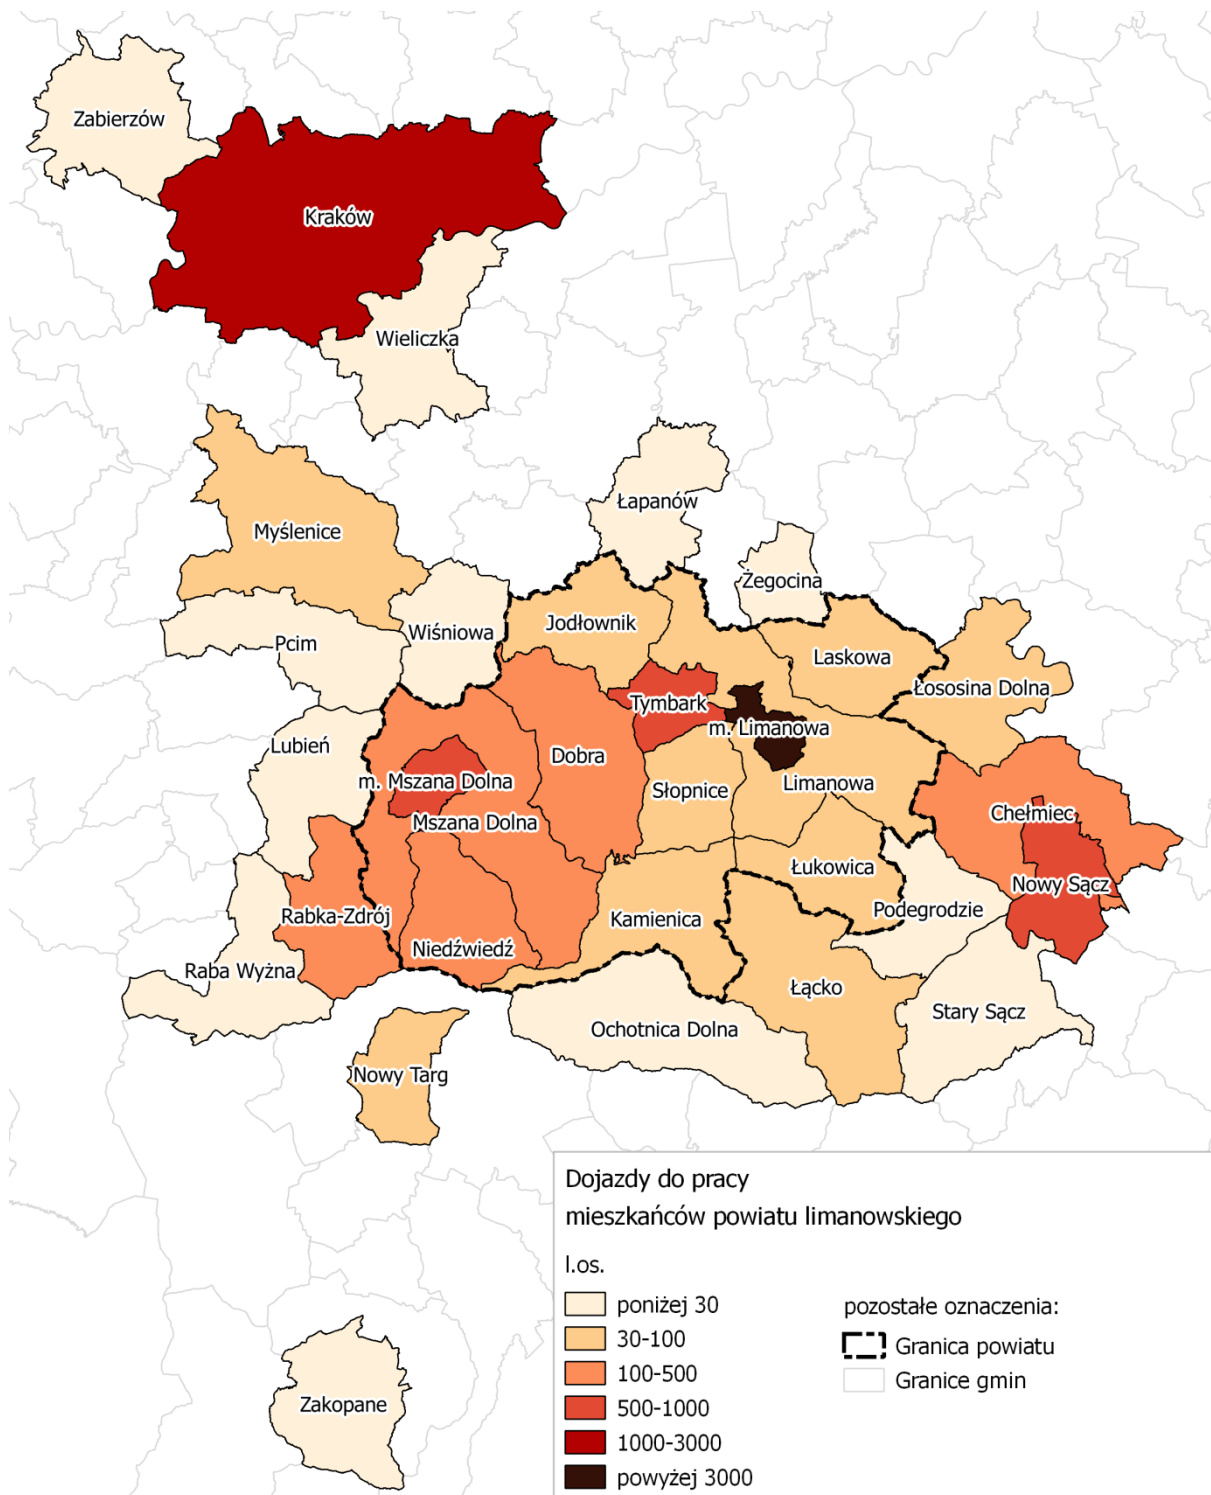 Zabierzów
Kraków
Wieliczka
Łapanów
Myślenice
Żegocina
Jodłownik
Wiśniowa
Pcim
Laskowa
Łososina Dolna
Tymbark
m. Limanowa
Lubień
Dobra
m. Mszana Dolna
Słopnice
Limanowa
Chełmiec
Mszana Dolna
Łukowica
Nowy Sącz
Podegrodzie
Rabka-Zdrój
Kamienica
Niedźwiedź
Raba Wyżna
Łącko
Stary Sącz
Ochotnica Dolna
Nowy Targ
Zakopane
Dojazdy do pracy
mieszkańców powiatu limanowskiego
l.os.
poniżej 30
30-100
100-500
500-1000
1000-3000
powyżej 3000
pozostałe oznaczenia:
Granica powiatu
Granice gmin